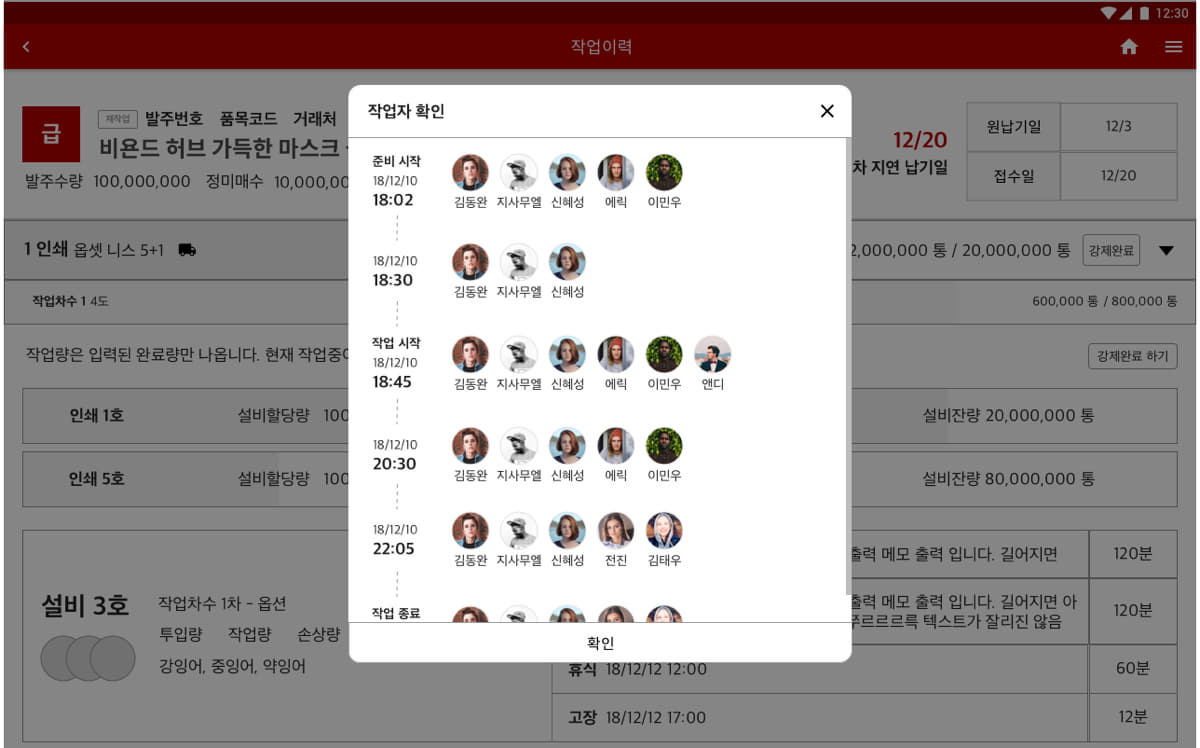 12:30
작업이력
급
재작업 발주번호 품목코드 거래처
비욘드 허브 가득한 마스크
발주수량 100,000,000 정미매수 10,000,00
12/20
차 지연 납기일
원납기일 12/3
접수일 12/20
1 인쇄 옵셋 니스 5+1
2,000,000 통 / 20,000,000 통 강제완료
작업차수 1 4도
600,000 통 / 800,000 통
작업량은 입력된 완료량만 나옵니다. 현재 작업중
강제완료 하기
인쇄 1호 설비할당량 100
설비잔량 20,000,000 통
인쇄 5호 설비할당량 100
설비잔량 80,000,000 통
설비 3호
작업차수 1차 - 옵션
투입량 작업량 손상량
강잉어, 중잉어, 약잉어
출력 메모 출력 입니다. 길어지면 120분
출력 메모 출력 입니다. 길어지면 아
푸르르르륵 텍스트가 잘리진 않음
120분
휴식 18/12/12 12:00 60분
고장 18/12/12 17:00 12분
작업자 확인
준비 시작
18/12/10
18:02
김동완 지사무엘 신혜성 에릭 이민우
18/12/10
18:30
김동완 지사무엘 신혜성
작업 시작
18/12/10
18:45
김동완 지사무엘 신혜성 에릭 이민우 앤디
18/12/10
20:30
김동완 지사무엘 신혜성 에릭 이민우
18/12/10
22:05
김동완 지사무엘 신혜성 전진 김태우
작업 종료
확인